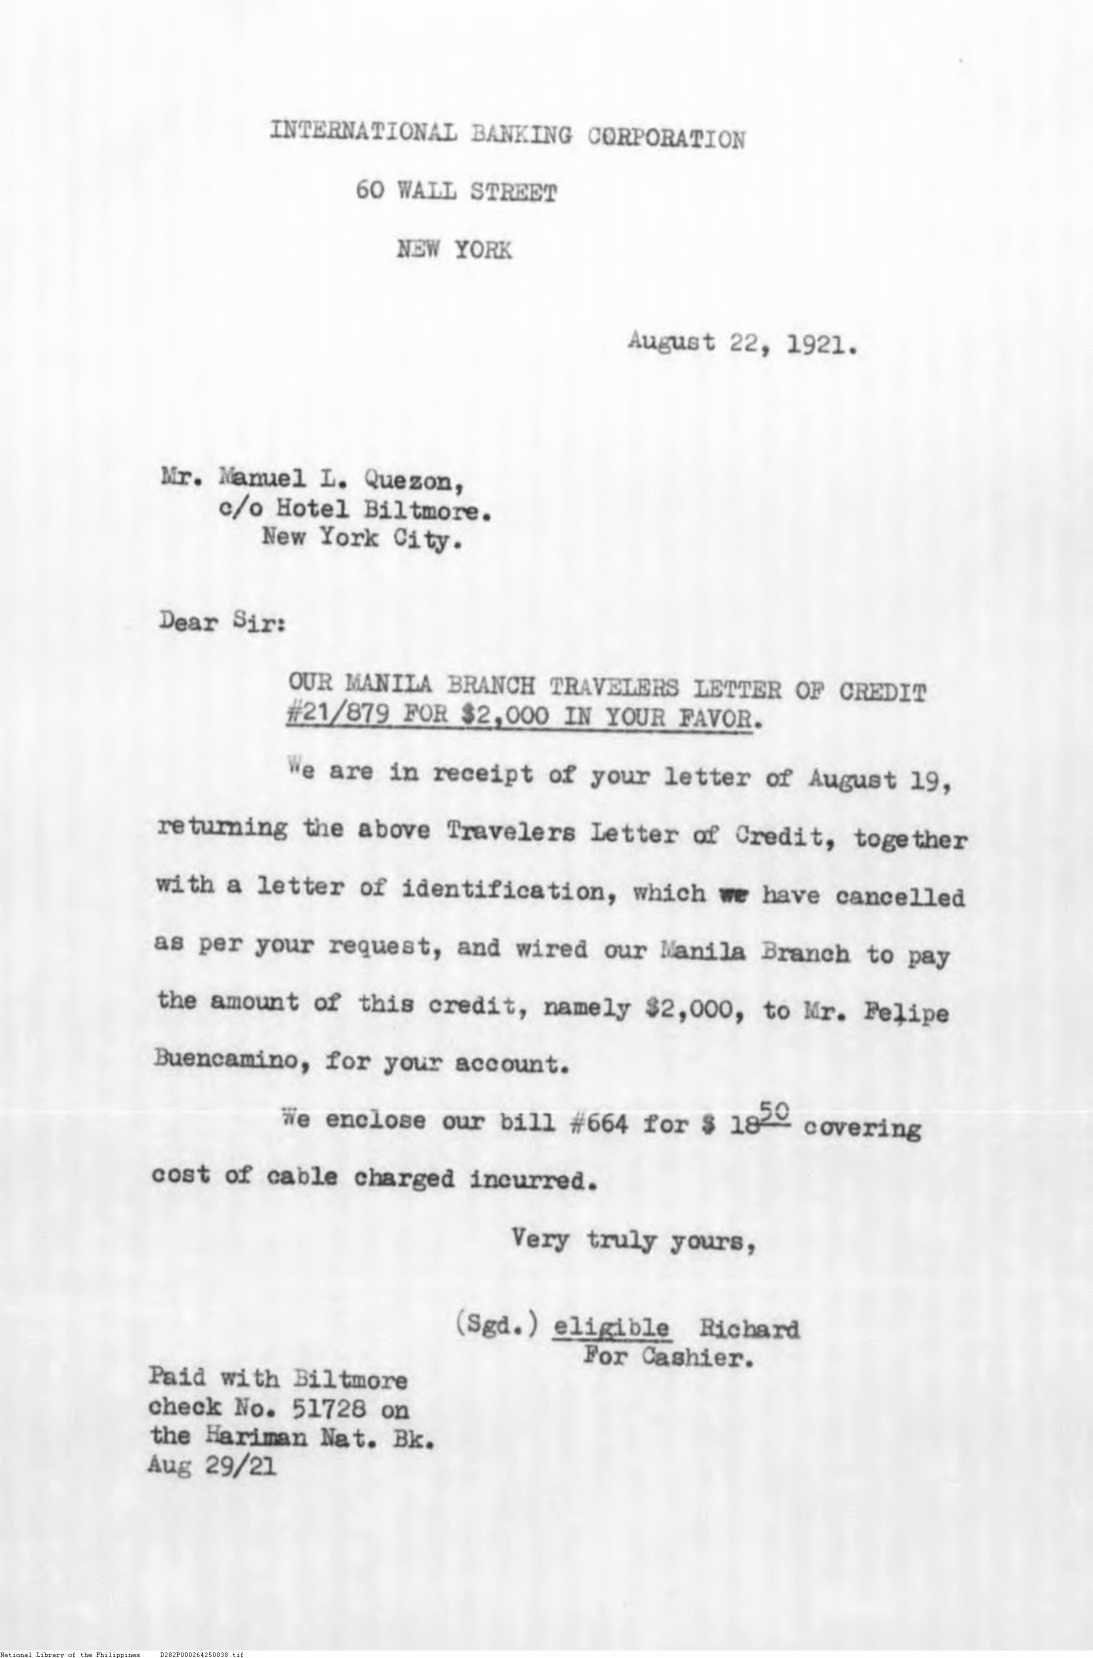 INTERNATIONAL BANKING CORPORATION
60 WALL STREET
NEW YORK
August 22, 1921.
Mr. Manuel L. Quezon,
c/o Hotel Biltmore.
New York City.
Dear Sir:
OUR MANILA BRANCH TRAVELERS LETTER OF CREDIT
#21/879 FOR $2,000 IN YOUR FAVOR.
We are in receipt of your letter of August 19,
returning the above Travelers Letter of Credit, together
with a letter of identification, which we have cancelled
as per your request, and wired our Manila Branch to pay
the amount of this credit, namely $2,000, to Mr. Felipe
Buencamino, for your account.
We enclose our bill #664 for $ 18 50 covering
cost of cable charged incurred.
Very truly yours,
(Sgd.) eligible Richard
For Cashier.
Paid with Biltmore
check No. 51728 on
the Hariman Nat. Bk.
Aug 29/21
National Library of the Philippines D282P000264250838.tif